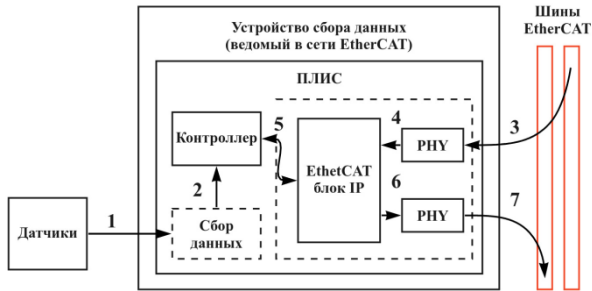 Устройство сбора данных
(ведомый в сети EtherCAT)
Шины
EtherCAT
ПЛИС
Контроллер
5
4
3
PHY
EthetCAT
блок IP
2
6
7
PHY
1
Датчики
Сбор
данных